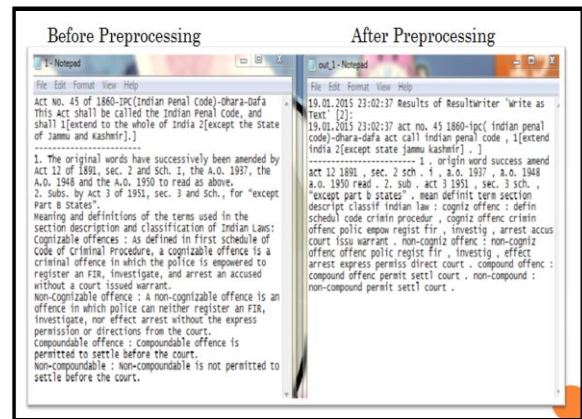 Before Preprocessing
After Preprocessing
1 - Notepad
File Edit Format View Help
Act No. 45 of 1860-IPC(Indian Penal Code)-Dhara-Dafa
This Act shall be called the Indian Penal Code, and
shall 1[extend to the whole of India 2[except the State
of Jammu and Kashmir].]
------------------------
1. The original words have successively been amended by
Act 12 of 1891, sec. 2 and Sch. I, the A.O. 1937, the
A.O. 1948 and the A.O. 1950 to read as above.
2. Subs. by Act 3 of 1951, sec. 3 and Sch., for "except
Part B States".
Meaning and definitions of the terms used in the
section description and classification of Indian Laws:
Cognizable offences : As defined in first schedule of
Code of Criminal Procedure, a cognizable offence is a
criminal offence in which the police is empowered to
register an FIR, investigate, and arrest an accused
without a court issued warrant.
Non-Cognizable offence : A non-cognizable offence is an
offence in which police can neither register an FIR,
investigate, nor effect arrest without the express
permission or directions from the court.
Compoundable offence : Compoundable offence is
permitted to settle before the court.
Non-compoundable : Non-compoundable is not permitted to
settle before the court.
out_1 - Notepad
File Edit Format View Help
19.01.2015 23:02:37 Results of ResultWriter 'Write as
Text' [2]:
19.01.2015 23:02:37 act no. 45 1860-ipc( indian penal
code)-dhara-dafa act call indian penal code , 1[extend
india 2[except state jammu kashmir] . ]
------------------------ 1 . origin word success amend
act 12 1891 , sec. 2 sch . i , a.o. 1937 , a.o. 1948
a.o. 1950 read . 2. sub . act 3 1951 , sec. 3 sch. ,
"except part b states" . mean definit term section
descript classif indian law : cogniz offenc : defin
schedul code crimin procedur , cogniz offenc crimin
offenc polic empow regist fir , investig , arrest accus
court issu warrant . non-cogniz offenc : non-cogniz
offenc offenc polic regist fir , investig , effect
arrest express permiss direct court . compound offenc :
compound offenc permit settl court . non-compound :
non-compound permit settl court .